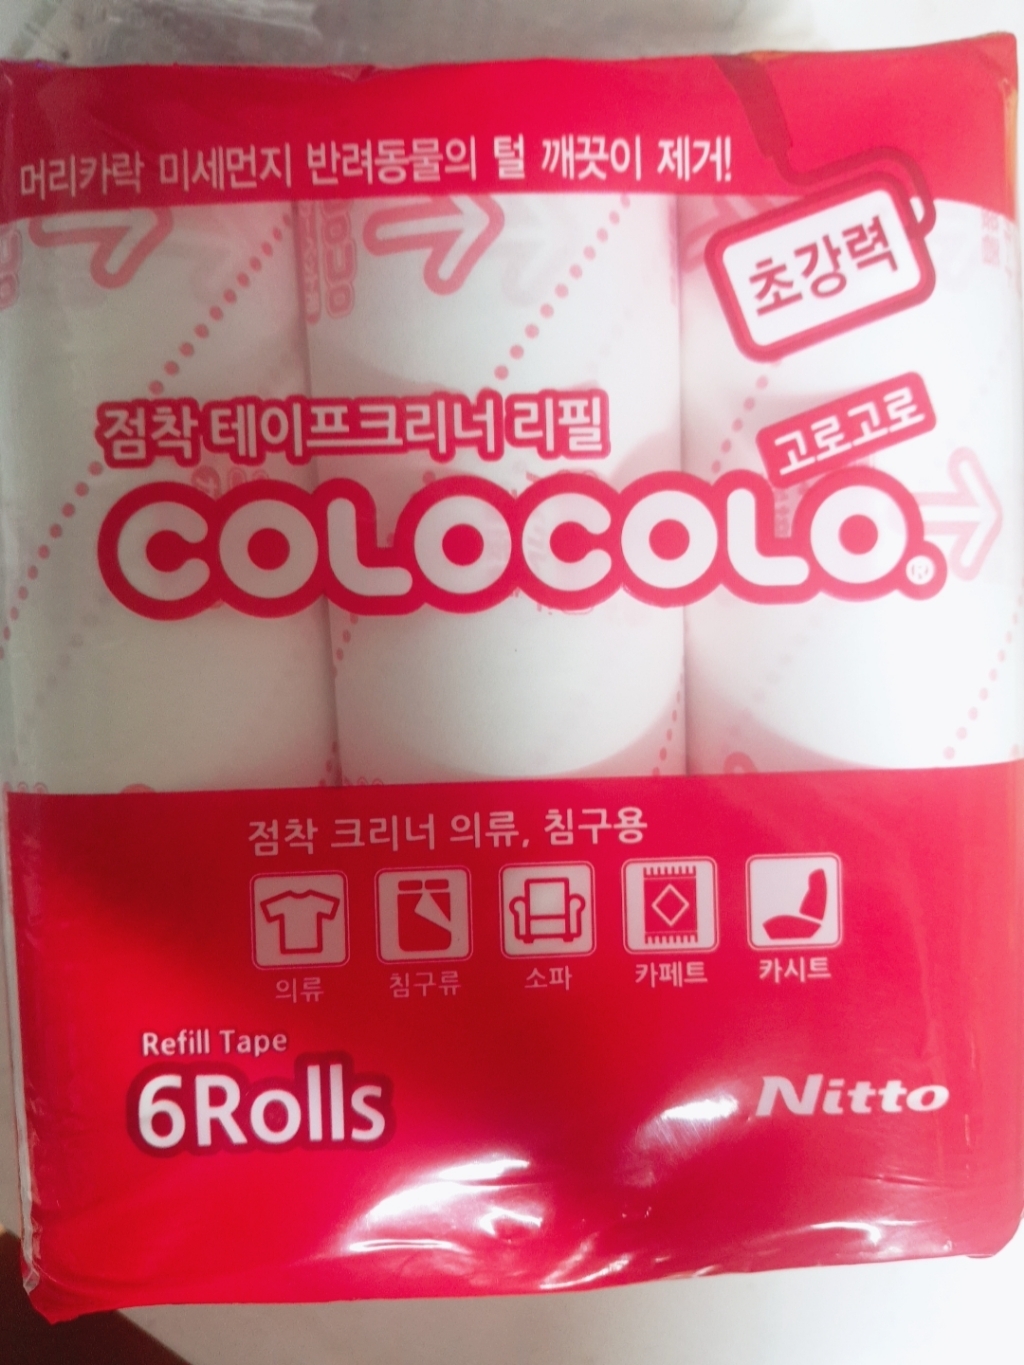 머리카락 미세먼지 반려동물의 털 깨끗이 제거!
초강력
점착 테이프크리너 리필
고로고로
COLOCOLO®
점착 크리너 의류, 침구용
의류
침구류
소파
카페트
카시트
Refill Tape
6Rolls
Nitto